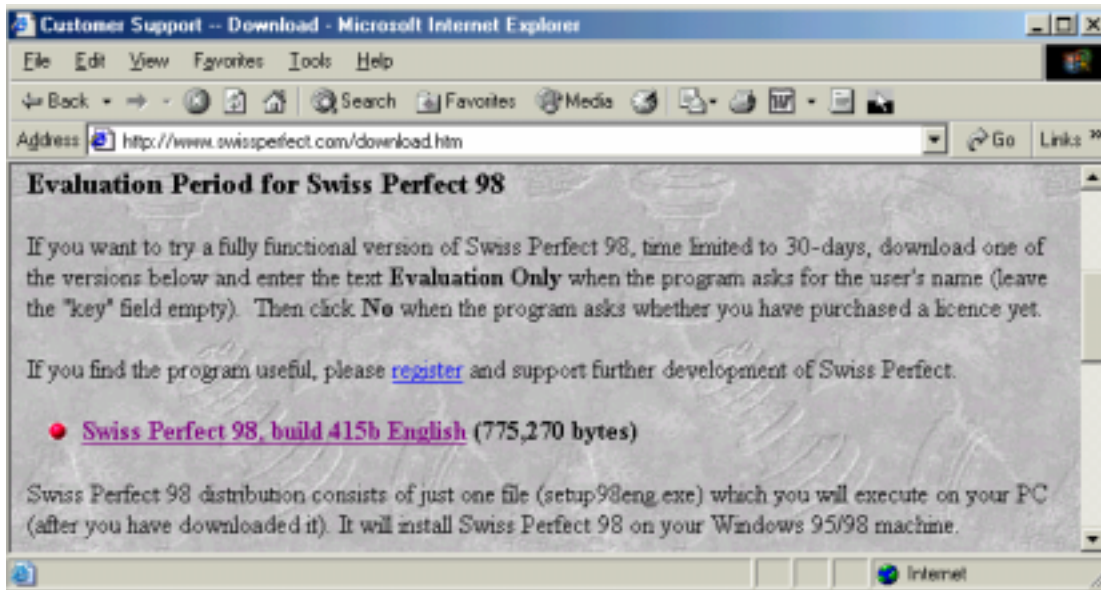 Customer Support -- Download - Microsoft Internet Explorer
File Edit View Favorites Tools Help
Back Search Favorites Media
Address http://www.swissperfect.com/download.htm Go Links »
Evaluation Period for Swiss Perfect 98
If you want to try a fully functional version of Swiss Perfect 98, time limited to 30-days, download one of
the versions below and enter the text Evaluation Only when the program asks for the user's name (leave
the "key" field empty). Then click No when the program asks whether you have purchased a licence yet.
If you find the program useful, please register and support further development of Swiss Perfect.
Swiss Perfect 98, build 415b English (775,270 bytes)
Swiss Perfect 98 distribution consists of just one file (setup98eng.exe) which you will execute on your PC
(after you have downloaded it). It will install Swiss Perfect 98 on your Windows 95/98 machine.
Internet